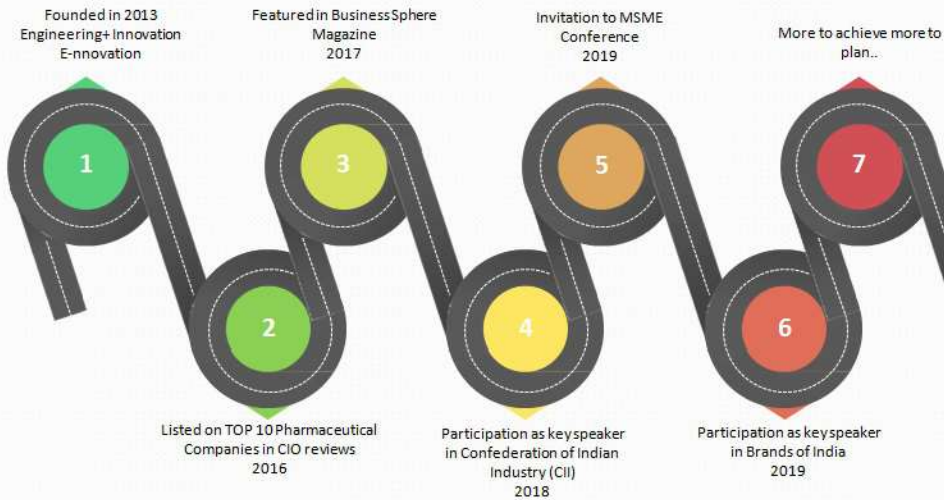 Founded in 2013
Engineering+ Innovation
E-nnovation
1
Listed on TOP 10 Pharmaceutical
Companies in CIO reviews
2016
2
Featured in Business Sphere
Magazine
2017
3
Participation as key speaker
in Confederation of Indian
Industry (CII)
2018
4
Invitation to MSME
Conference
2019
5
Participation as key speaker
in Brands of India
2019
6
More to achieve more to
plan..
7